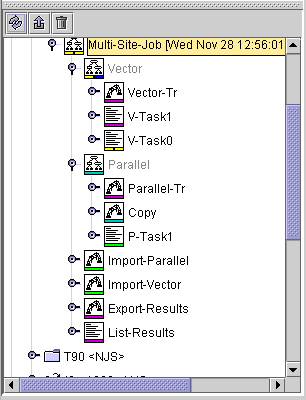 Multi-Site-Job [Wed Nov 28 12:56:01
Vector
Vector-Tr
V-Task1
V-Task0
Parallel
Parallel-Tr
Copy
P-Task1
Import-Parallel
Import-Vector
Export-Results
List-Results
T90 <NJS>